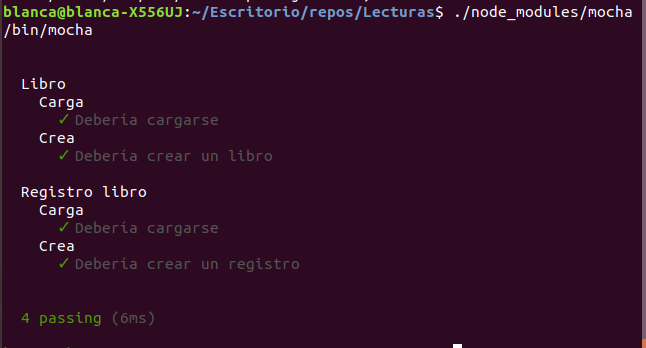 blanca@blanca-X556UJ:~/Escritorio/repos/Lecturas$ ./node_modules/mocha
/bin/mocha
Libro
Carga
✓ Debería cargarse
Crea
✓ Debería crear un libro
Registro libro
Carga
✓ Debería cargarse
Crea
✓ Debería crear un registro
4 passing (6ms)